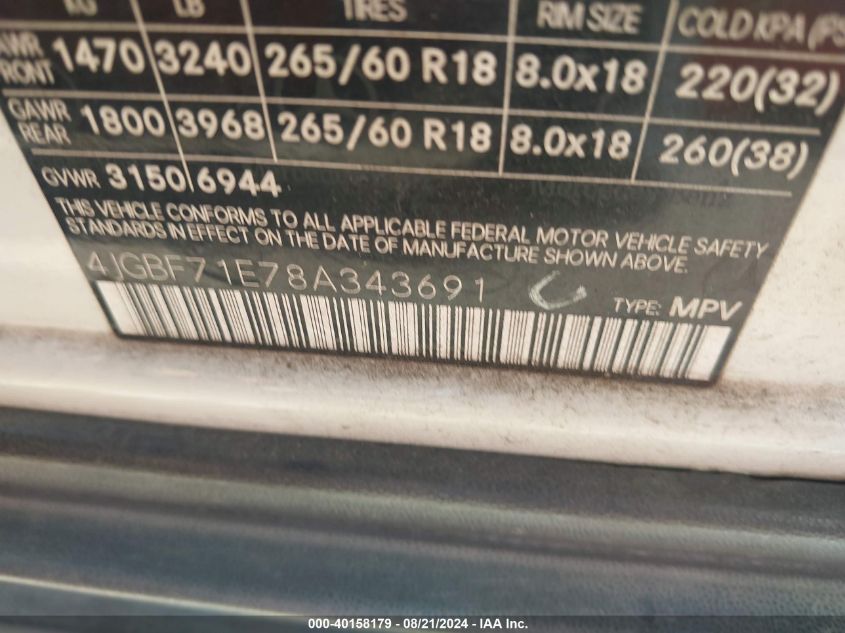 KG LB TIRES RIM SIZE COLD KPA (PS
AWR FRONT 1470 3240 265/60 R18 8.0x18 220(32)
GAWR REAR 1800 3968 265/60 R18 8.0x18 260(38)
GVWR 3150 6944
THIS VEHICLE CONFORMS TO ALL APPLICABLE FEDERAL MOTOR VEHICLE SAFETY
STANDARDS IN EFFECT ON THE DATE OF MANUFACTURE SHOWN ABOVE.
4JGBF71E78A343691
TYPE: MPV
000-40158179 - 08/21/2024 - IAA Inc.